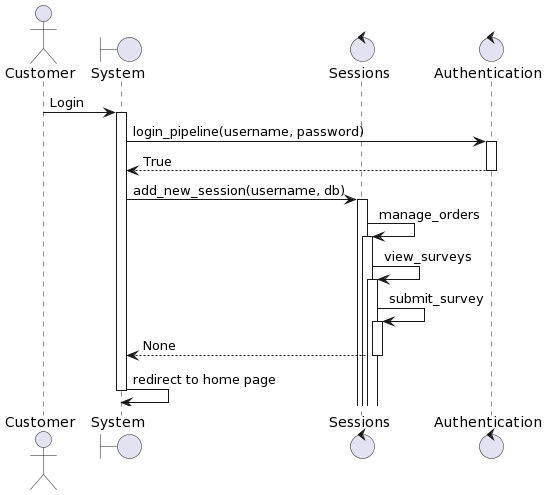 Customer System Sessions Authentication
Login
login_pipeline(username, password)
True
add_new_session(username, db)
manage_orders
view_surveys
submit_survey
None
redirect to home page
Customer System Sessions Authentication